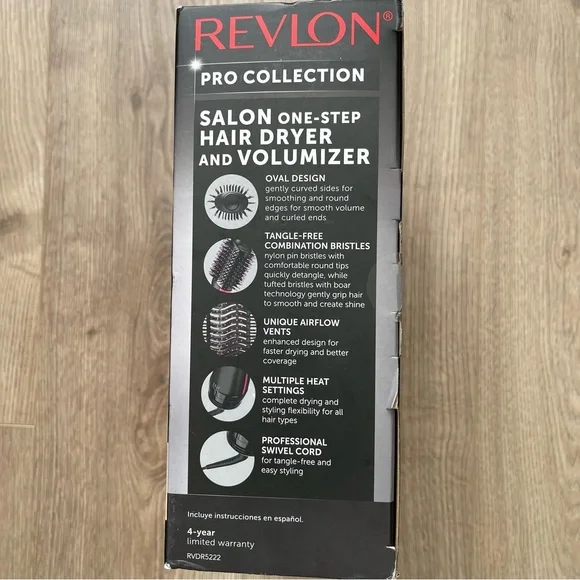 REVLON®
PRO COLLECTION
SALON ONE-STEP
HAIR DRYER
AND VOLUMIZER
OVAL DESIGN
gently curved sides for
smoothing and round
edges for smooth volume
and curled ends
TANGLE-FREE
COMBINATION BRISTLES
nylon pin bristles with
comfortable round tips
quickly detangle, while
tufted bristles with boar
technology gently grip hair
to smooth and create shine
UNIQUE AIRFLOW
VENTS
enhanced design for
faster drying and better
coverage
MULTIPLE HEAT
SETTINGS
complete drying and
styling flexibility for all
hair types
PROFESSIONAL
SWIVEL CORD
for tangle-free and
easy styling
Incluye instrucciones en español.
4-year
limited warranty
RVDR5222